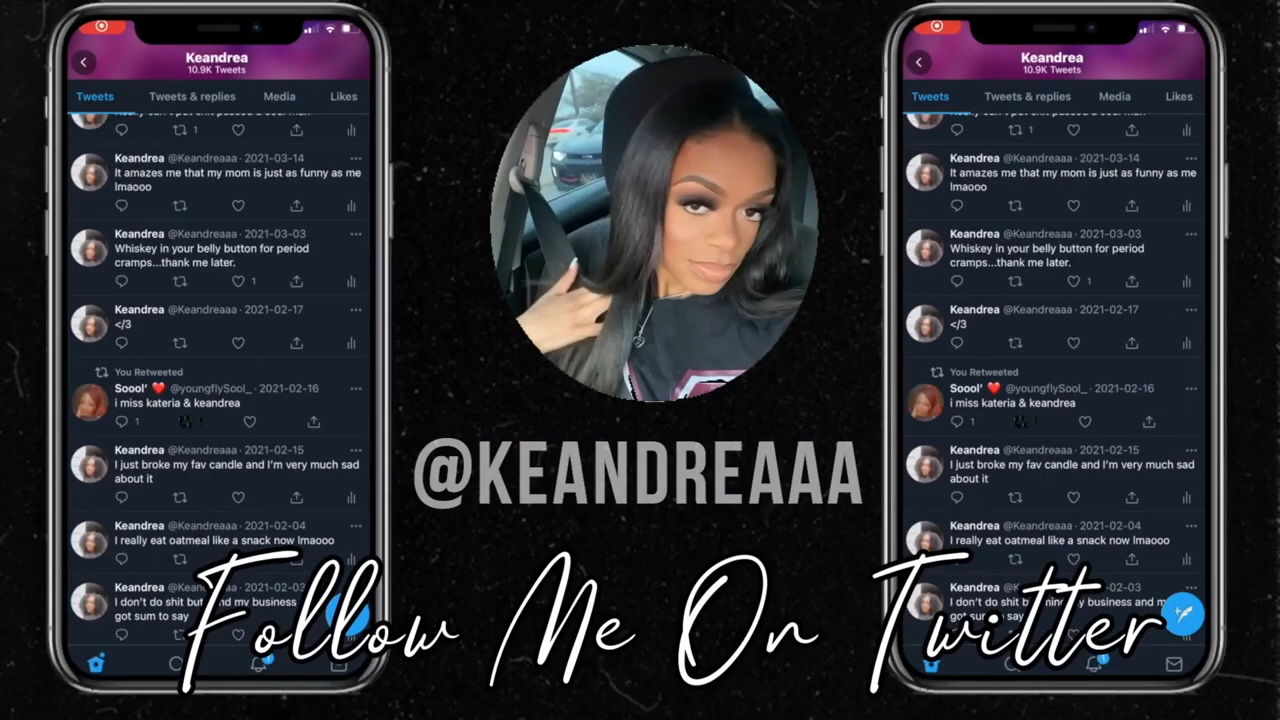 Keandrea
10.9K Tweets
Tweets Tweets & replies Media Likes
1
Keandrea @Keandreaaa · 2021-03-14
It amazes me that my mom is just as funny as me
lmaooo
Keandrea @Keandreaaa · 2021-03-03
Whiskey in your belly button for period
cramps...thank me later.
1
Keandrea @Keandreaaa · 2021-02-17
</3
You Retweeted
Soool' ❤️ @youngflySool_ · 2021-02-16
i miss kateria & keandrea
1
Keandrea @Keandreaaa · 2021-02-15
I just broke my fav candle and I'm very much sad
about it
Keandrea @Keandreaaa · 2021-02-04
I really eat oatmeal like a snack now lmaooo
Keandrea @Keandreaaa · 2021-02-03
I don't do shit but my business
got sum to say
@KEANDREAAA
Follow Me On Twitter
Keandrea
10.9K Tweets
Tweets Tweets & replies Media Likes
1
Keandrea @Keandreaaa · 2021-03-14
It amazes me that my mom is just as funny as me
lmaooo
Keandrea @Keandreaaa · 2021-03-03
Whiskey in your belly button for period
cramps...thank me later.
1
Keandrea @Keandreaaa · 2021-02-17
</3
You Retweeted
Soool' ❤️ @youngflySool_ · 2021-02-16
i miss kateria & keandrea
1
Keandrea @Keandreaaa · 2021-02-15
I just broke my fav candle and I'm very much sad
about it
Keandrea @Keandreaaa · 2021-02-04
I really eat oatmeal like a snack now lmaooo
Keandrea 02-03
I don't do shit business and
got say